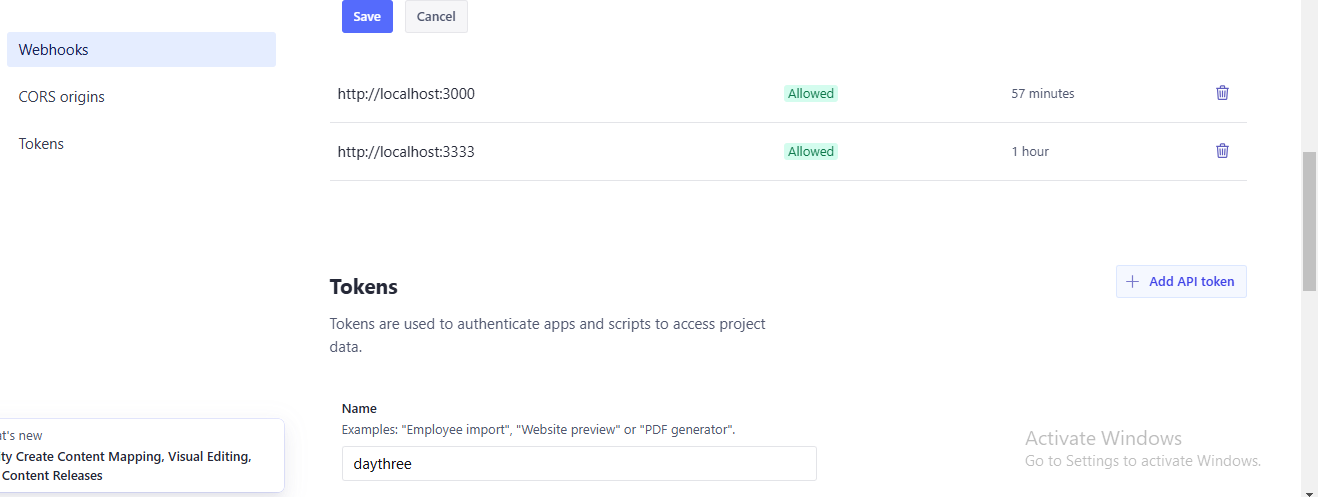 Save
Cancel
Webhooks
CORS origins
Tokens
http://localhost:3000
Allowed
57 minutes
http://localhost:3333
Allowed
1 hour
Tokens
Add API token
Tokens are used to authenticate apps and scripts to access project
data.
Name
Examples: "Employee import", "Website preview" or "PDF generator".
daythree
's new
ty Create Content Mapping, Visual Editing,
Content Releases
Activate Windows
Go to Settings to activate Windows.